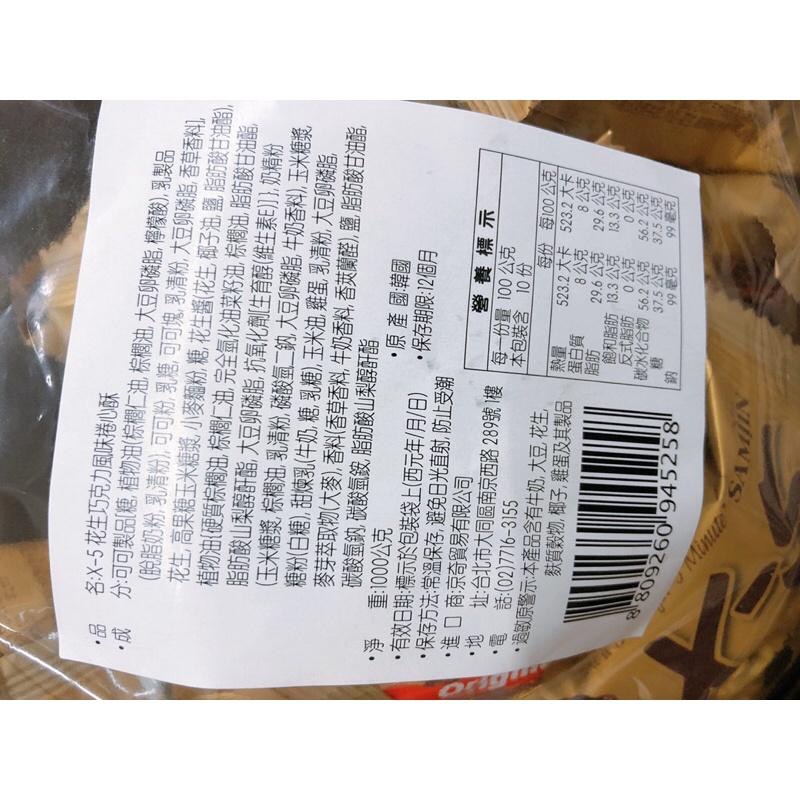 •品　名:X-5 花生巧克力風味捲心酥
•成　分:可可製品[糖, 植物油(棕櫚仁油, 棕櫚油, 大豆卵磷脂, 檸檬酸), 乳製品
(脫脂奶粉, 乳清粉), 可可粉, 乳糖, 可可塊, 乳清粉, 大豆卵磷脂, 香草香料],
花生, 高果糖玉米糖漿, 小麥麵粉, 糖, 花生醬(花生, 椰子油, 鹽, 脂肪酸甘油酯),
植物油{硬質棕櫚油, 棕櫚仁油, 完全氫化油菜籽油, 棕櫚油, 脂肪酸甘油酯,
脂肪酸山梨醇酐酯, 大豆卵磷脂, 抗氧化劑[生育醇(維生素E)]}, 奶精粉
(玉米糖漿, 棕櫚油, 乳清粉, 磷酸氫二鈉, 大豆卵磷脂, 牛奶香料), 玉米糖漿,
糖粉(白糖), 甜煉乳(牛奶, 糖, 乳糖), 玉米油, 雞蛋, 乳清粉, 大豆卵磷脂,
麥芽萃取物(大麥), 香料(香草香料, 牛奶香料, 香莢蘭醛), 鹽, 脂肪酸甘油酯,
碳酸氫鈉, 碳酸氫銨, 脂肪酸山梨醇酐酯
•淨　重:1000公克
•原 產 國:韓國
•有效日期:標示於包裝袋上(西元年/月/日)
•保存期限:12個月
•保存方法:常溫保存, 避免日光直射, 防止受潮
•進 口 商:京奇貿易有限公司
•地　址:台北市大同區南京西路 289號 1樓
•電　話:(02)7716-3155
•過敏原警示:本產品含有牛奶, 大豆, 花生,
麩質穀物, 椰子, 雞蛋及其製品
營 養 標 示
每一份量 100 公克
本包裝含 10 份
每份 每100 公克
熱量 523.2 大卡 523.2 大卡
蛋白質 8 公克 8 公克
脂肪 29.6 公克 29.6 公克
飽和脂肪 13.3 公克 13.3 公克
反式脂肪 0 公克 0 公克
碳水化合物 56.2 公克 56.2 公克
糖 37.5 公克 37.5 公克
鈉 99 毫克 99 毫克
8 809260 945258
Minute
SAMJIN